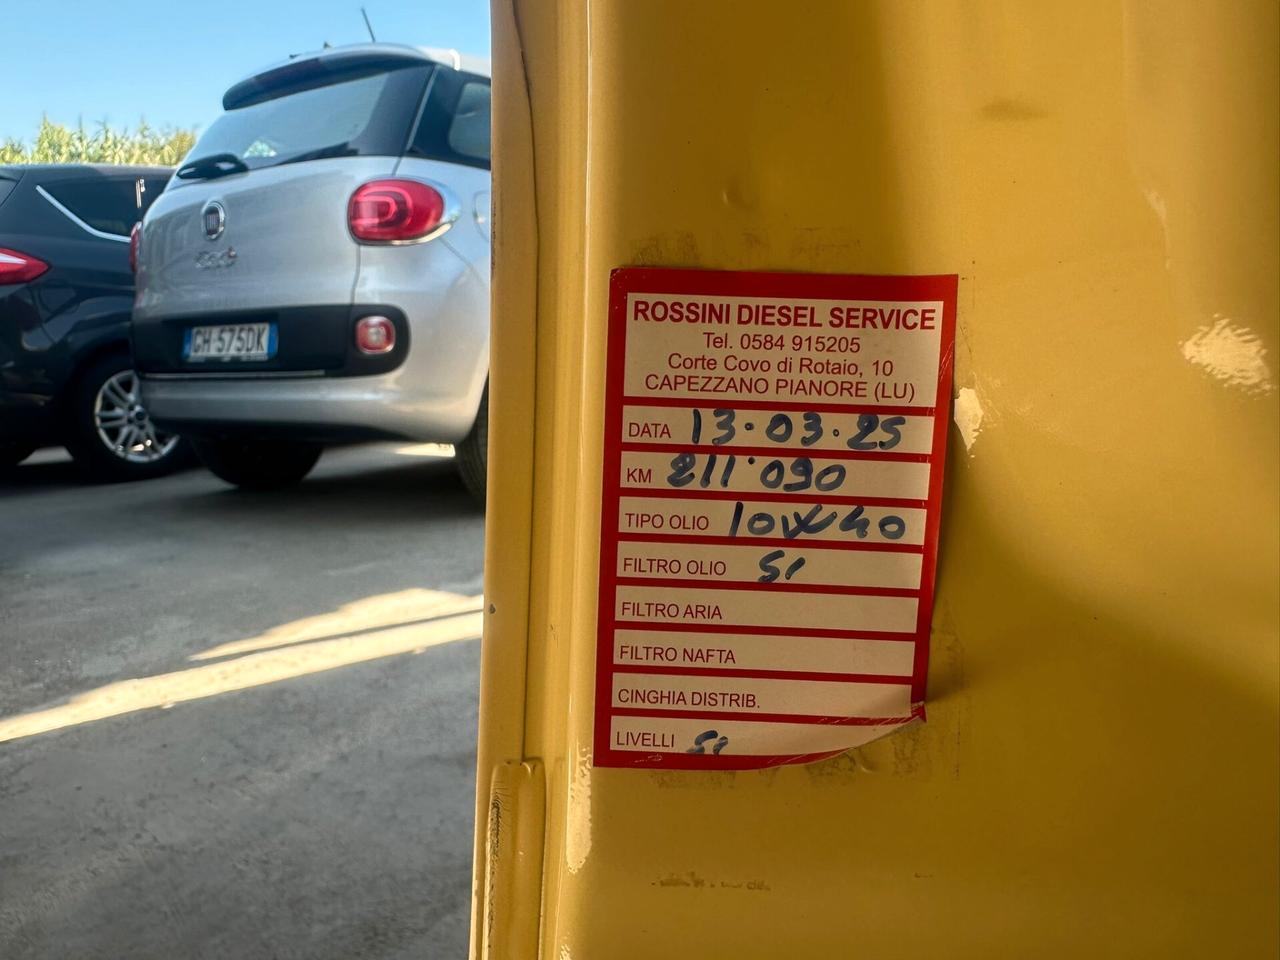 ROSSINI DIESEL SERVICE
Tel. 0584 915205
Corte Covo di Rotaio, 10
CAPEZZANO PIANORE (LU)
DATA 13.03.25
KM 211'090
TIPO OLIO 10W40
FILTRO OLIO SI
FILTRO ARIA
FILTRO NAFTA
CINGHIA DISTRIB.
LIVELLI SI
GH 575DK
FIAT